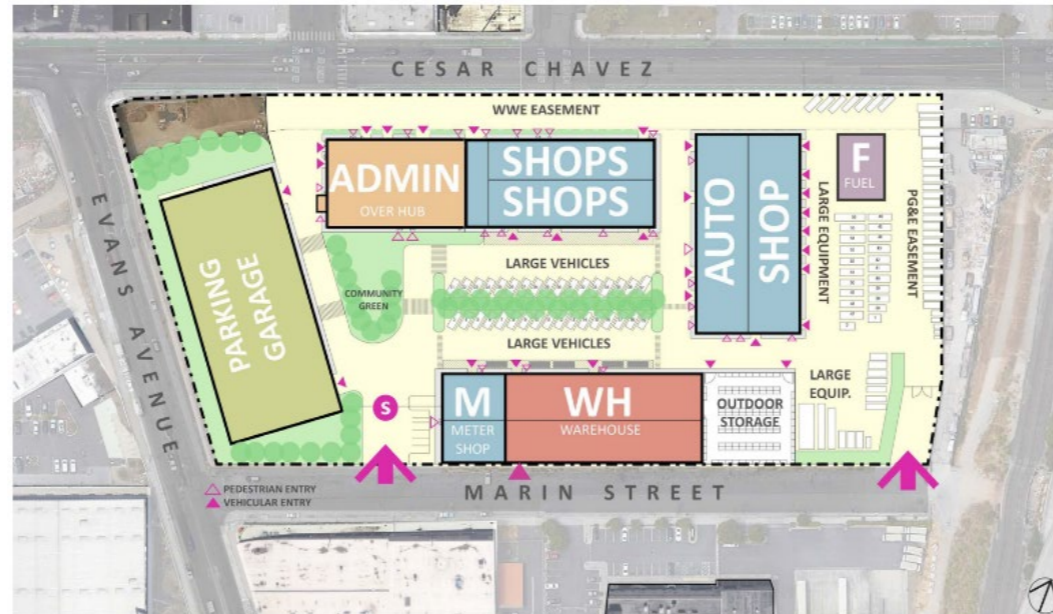 CESAR CHAVEZ
WWE EASEMENT
ADMIN
OVER HUB
SHOPS
SHOPS
AUTO
SHOP
F
FUEL
LARGE EQUIPMENT
PG&E EASEMENT
EVANS AVENUE
PARKING
GARAGE
COMMUNITY
GREEN
LARGE VEHICLES
LARGE VEHICLES
LARGE
EQUIP.
S
M
METER
SHOP
WH
WAREHOUSE
OUTDOOR
STORAGE
PEDESTRIAN ENTRY
VEHICULAR ENTRY
MARIN STREET